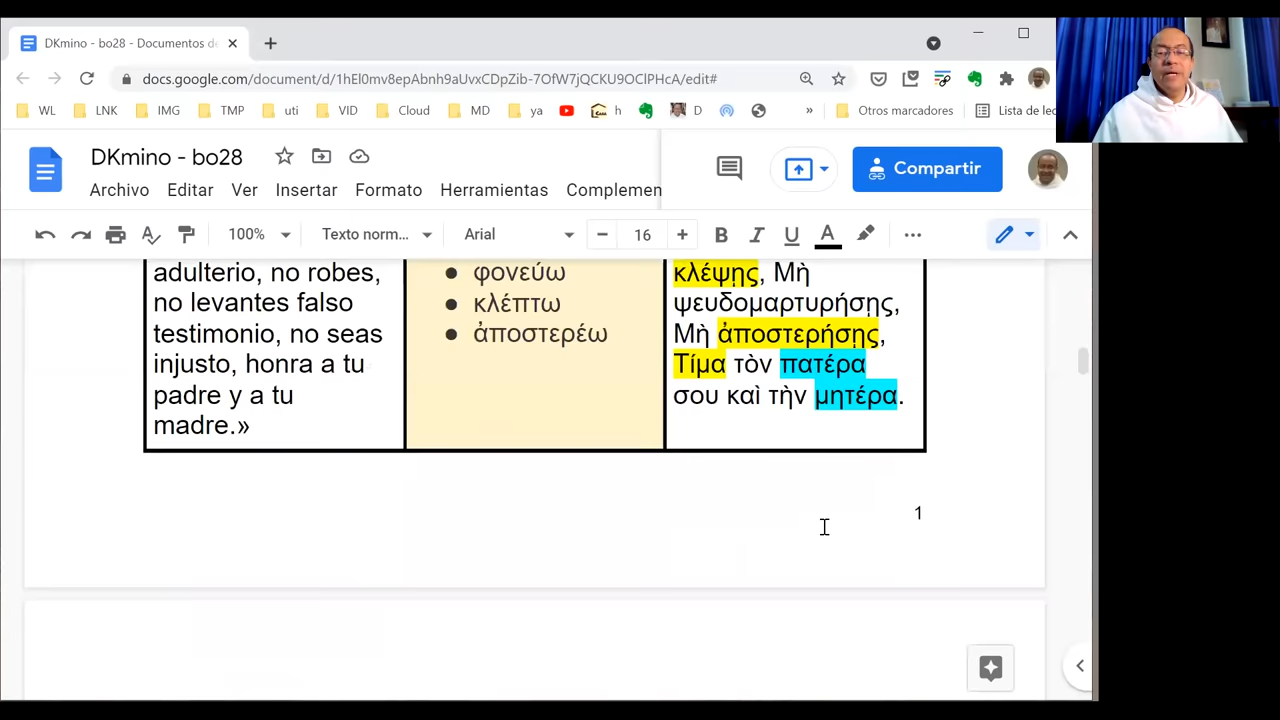 DKmino - bo28 - Documentos de
docs.google.com/document/d/1hEl0mv8epAbnh9aUvLCDpZib-7OfW7jQCKU9OCIPHcA/edit#
WL LNK IMG TMP uti VID Cloud MD ya h D » Otros marcadores Lista de lec
DKmino - bo28
Compartir
Archivo Editar Ver Insertar Formato Herramientas Complemen
100% Texto norm... Arial 16 B I U A
adulterio, no robes,
no levantes falso
testimonio, no seas
injusto, honra a tu
padre y a tu
madre.»
● φονεύω
● κλέπτω
● ἀποστερέω
κλέψῃς, Μὴ
ψευδομαρτυρήσῃς,
Μὴ ἀποστερήσῃς,
Τίμα τὸν πατέρα
σου καὶ τὴν μητέρα.
1